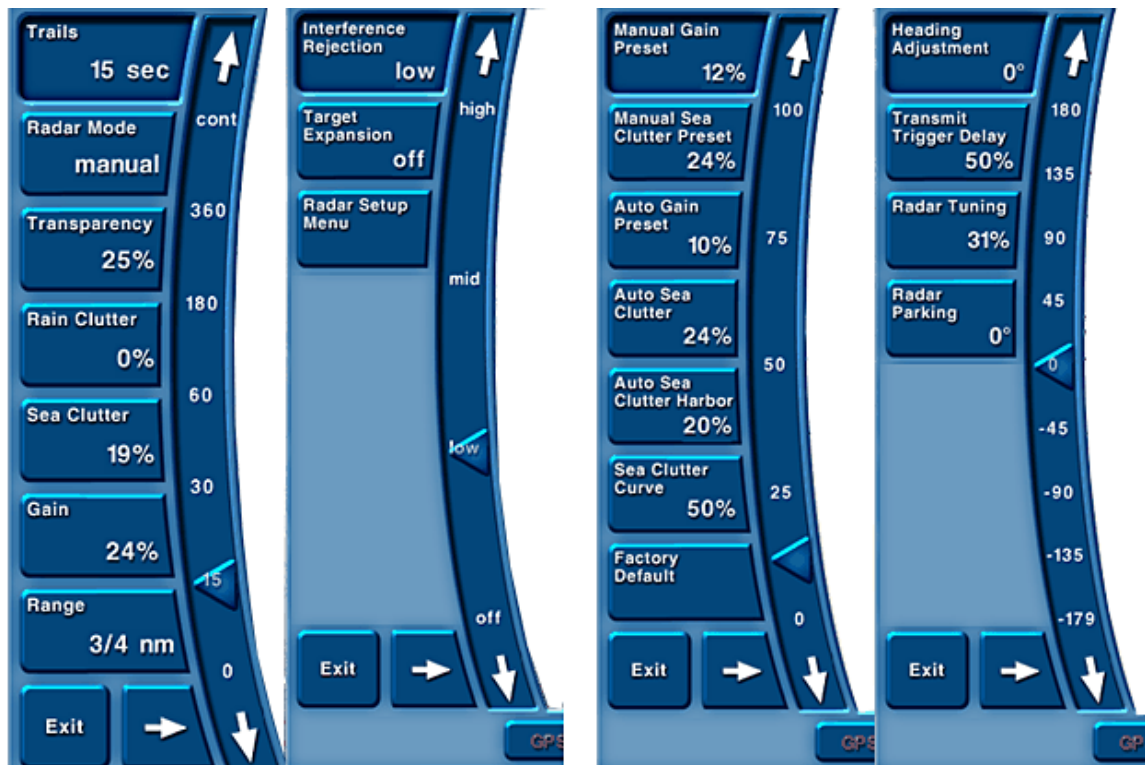 Trails
15 sec
Radar Mode
manual
Transparency
25%
Rain Clutter
0%
Sea Clutter
19%
Gain
24%
Range
3/4 nm
Exit
cont
360
180
60
30
15
0
Interference
Rejection
low
Target
Expansion
off
Radar Setup
Menu
Exit
high
mid
low
off
GPS
Manual Gain
Preset
12%
Manual Sea
Clutter Preset
24%
Auto Gain
Preset
10%
Auto Sea
Clutter
24%
Auto Sea
Clutter Harbor
20%
Sea Clutter
Curve
50%
Factory
Default
Exit
100
75
50
25
0
GPS
Heading
Adjustment
0°
Transmit
Trigger Delay
50%
Radar Tuning
31%
Radar
Parking
0°
Exit
180
135
90
45
0
-45
-90
-135
-179